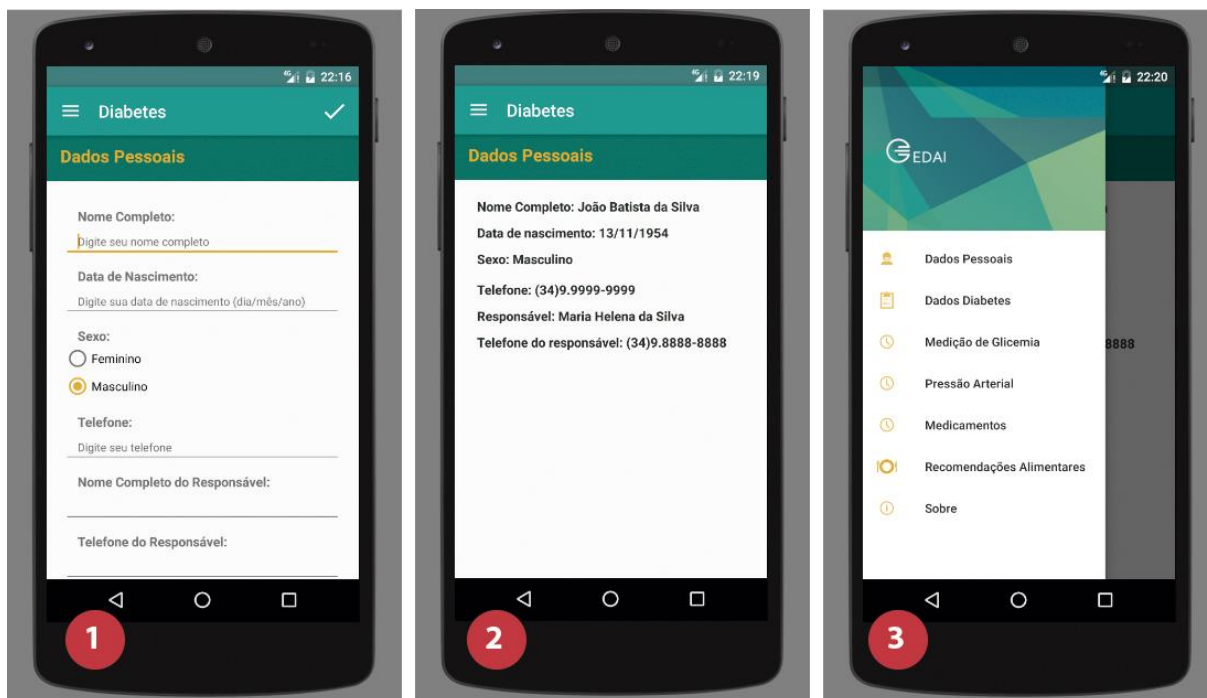 22:16
Diabetes
Dados Pessoais
Nome Completo:
Digite seu nome completo
Data de Nascimento:
Digite sua data de nascimento (dia/mês/ano)
Sexo:
Feminino
Masculino
Telefone:
Digite seu telefone
Nome Completo do Responsável:
Telefone do Responsável:
1
22:19
Diabetes
Dados Pessoais
Nome Completo: João Batista da Silva
Data de nascimento: 13/11/1954
Sexo: Masculino
Telefone: (34)9.9999-9999
Responsável: Maria Helena da Silva
Telefone do responsável: (34)9.8888-8888
2
22:20
GEDAI
Dados Pessoais
Dados Diabetes
Medição de Glicemia
8888
Pressão Arterial
Medicamentos
Recomendações Alimentares
Sobre
3